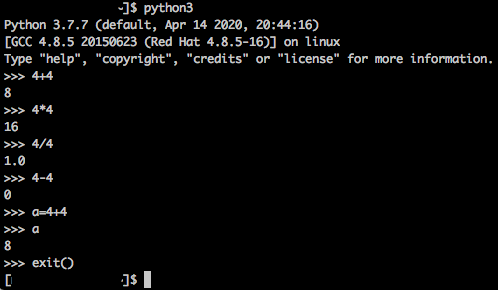 ~]$ python3
Python 3.7.7 (default, Apr 14 2020, 20:44:16)
[GCC 4.8.5 20150623 (Red Hat 4.8.5-16)] on linux
Type "help", "copyright", "credits" or "license" for more information.
>>> 4+4
8
>>> 4*4
16
>>> 4/4
1.0
>>> 4-4
0
>>> a=4+4
>>> a
8
>>> exit()
[ ~]$